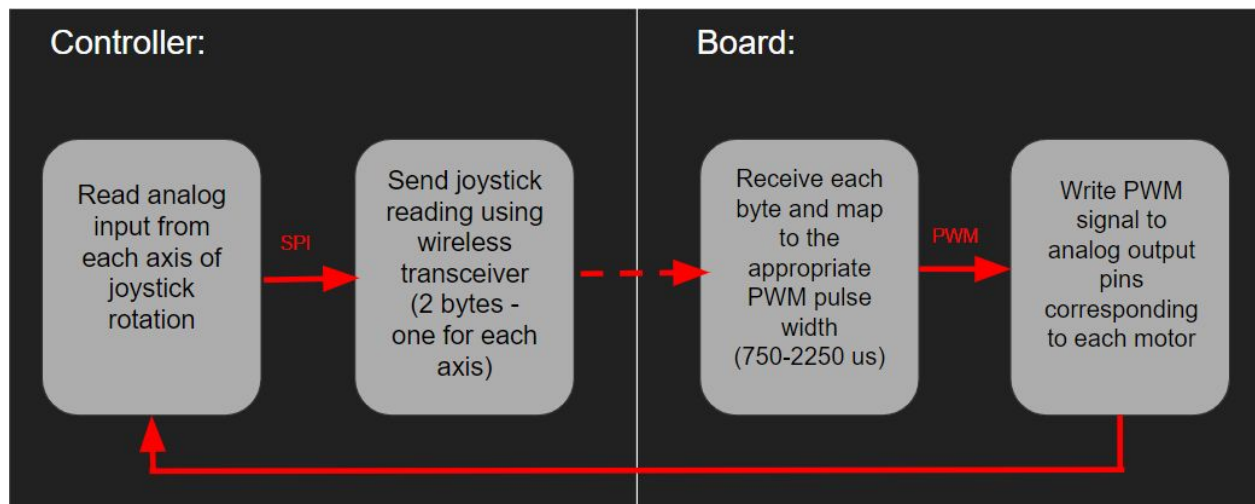 Controller:
Board:
Read analog
input from
each axis of
joystick
rotation
SPI
Send joystick
reading using
wireless
transceiver
(2 bytes -
one for each
axis)
Receive each
byte and map
to the
appropriate
PWM pulse
width
(750-2250 us)
PWM
Write PWM
signal to
analog output
pins
corresponding
to each motor